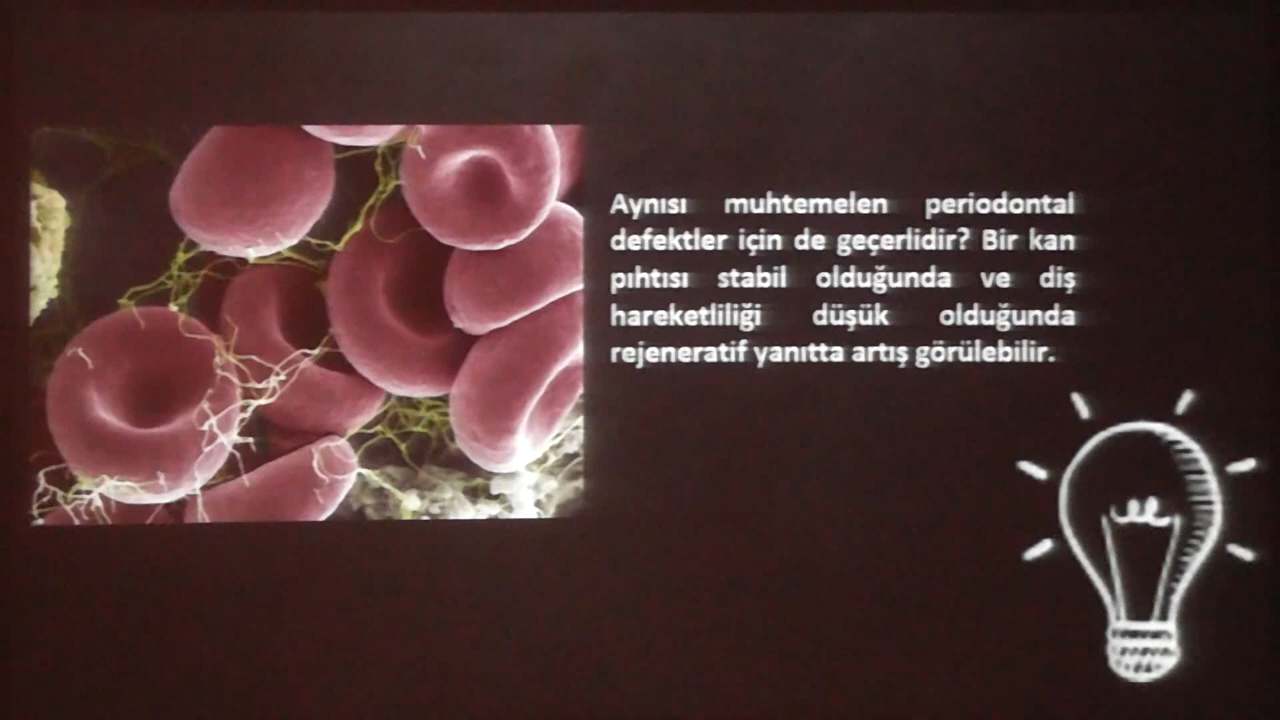 Aynısı muhtemelen periodontal
defektler için de geçerlidir? Bir kan
pıhtısı stabil olduğunda ve diş
hareketliliği düşük olduğunda
rejeneratif yanıtta artış görülebilir.